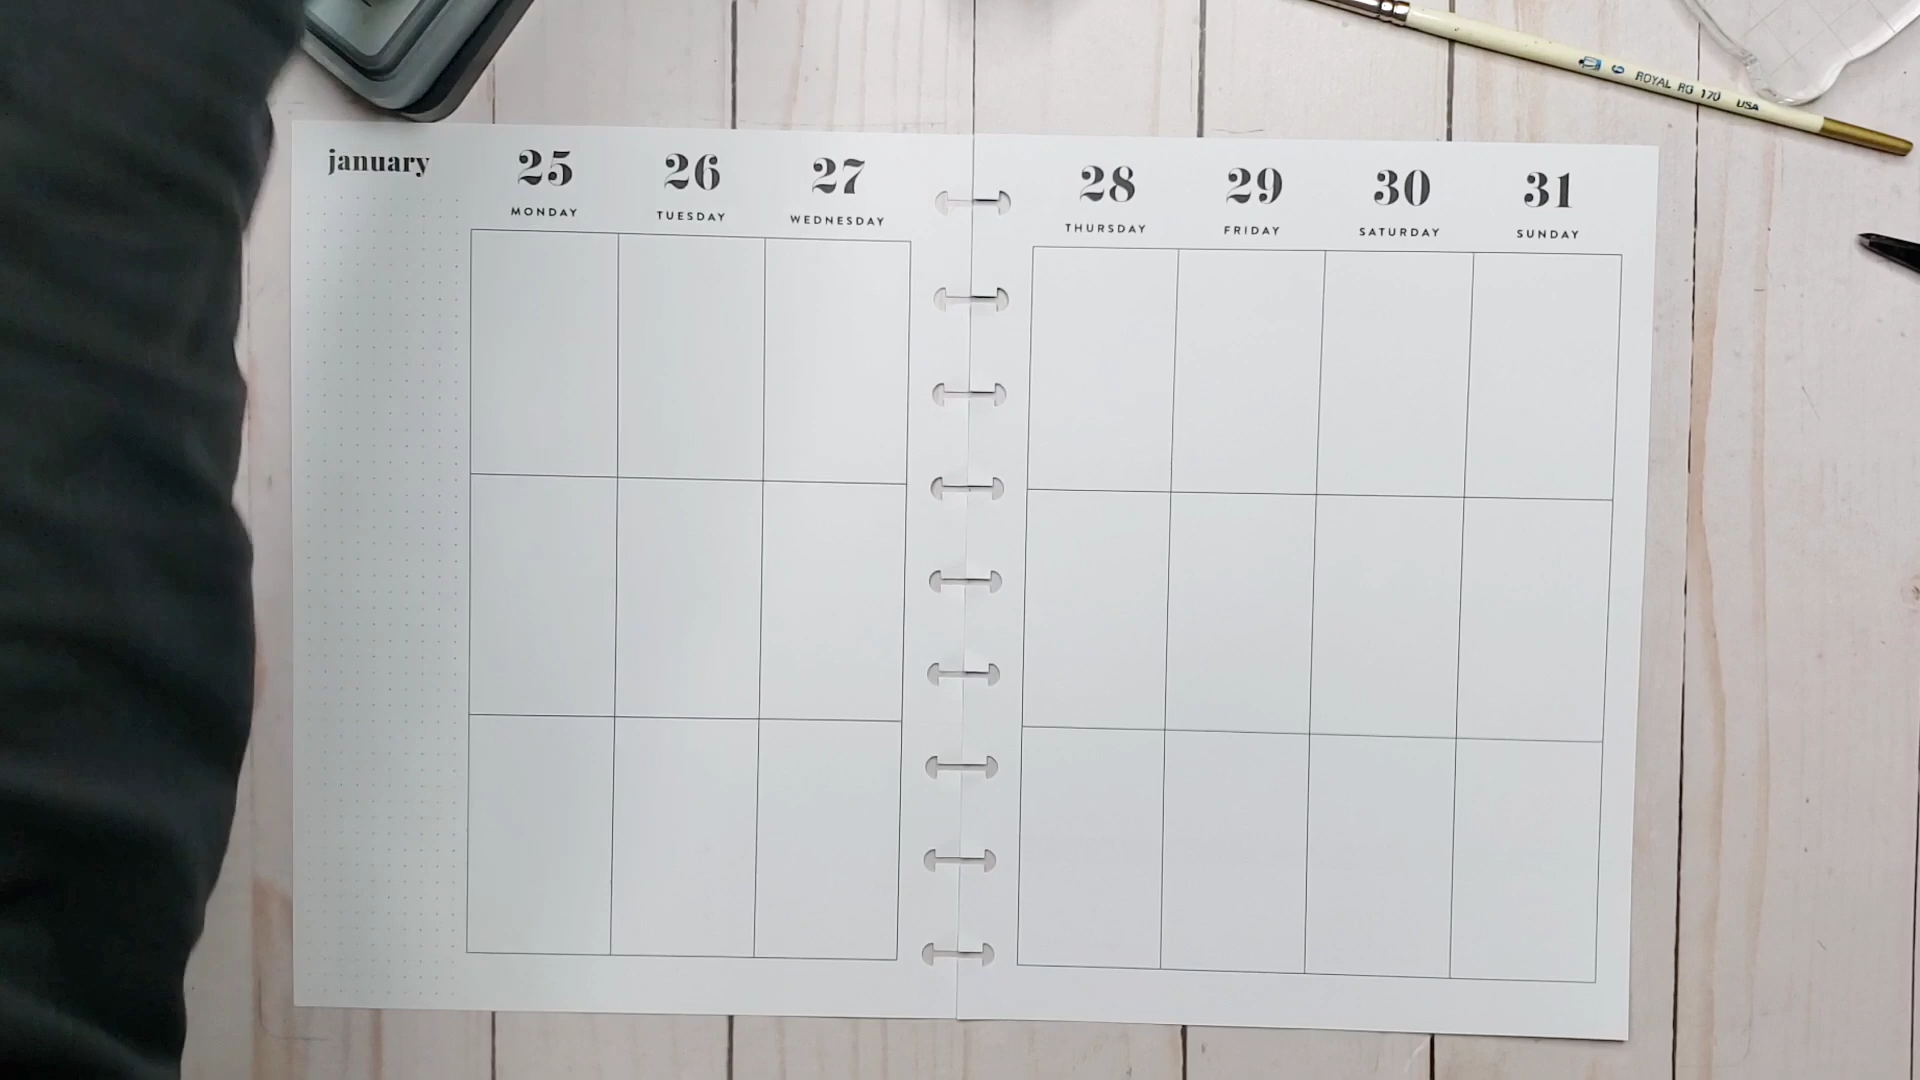 january
25 26 27
MONDAY TUESDAY WEDNESDAY
28 29 30 31
THURSDAY FRIDAY SATURDAY SUNDAY
6 ROYAL RG 170 USA